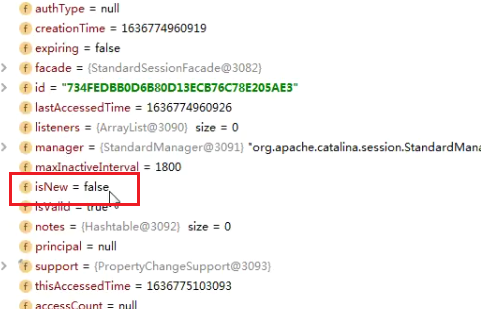 authType = null
creationTime = 1636774960919
expiring = false
facade = {StandardSessionFacade@3082}
id = "734FEDBB0D6B80D13ECB76C78E205AE3"
lastAccessedTime = 1636774960926
listeners = {ArrayList@3090} size = 0
manager = {StandardManager@3091} "org.apache.catalina.session.StandardMana
maxInactiveInterval = 1800
isNew = false
isValid = true
notes = {Hashtable@3092} size = 0
principal = null
support = {PropertyChangeSupport@3093}
thisAccessedTime = 1636775103093
accessCount = null